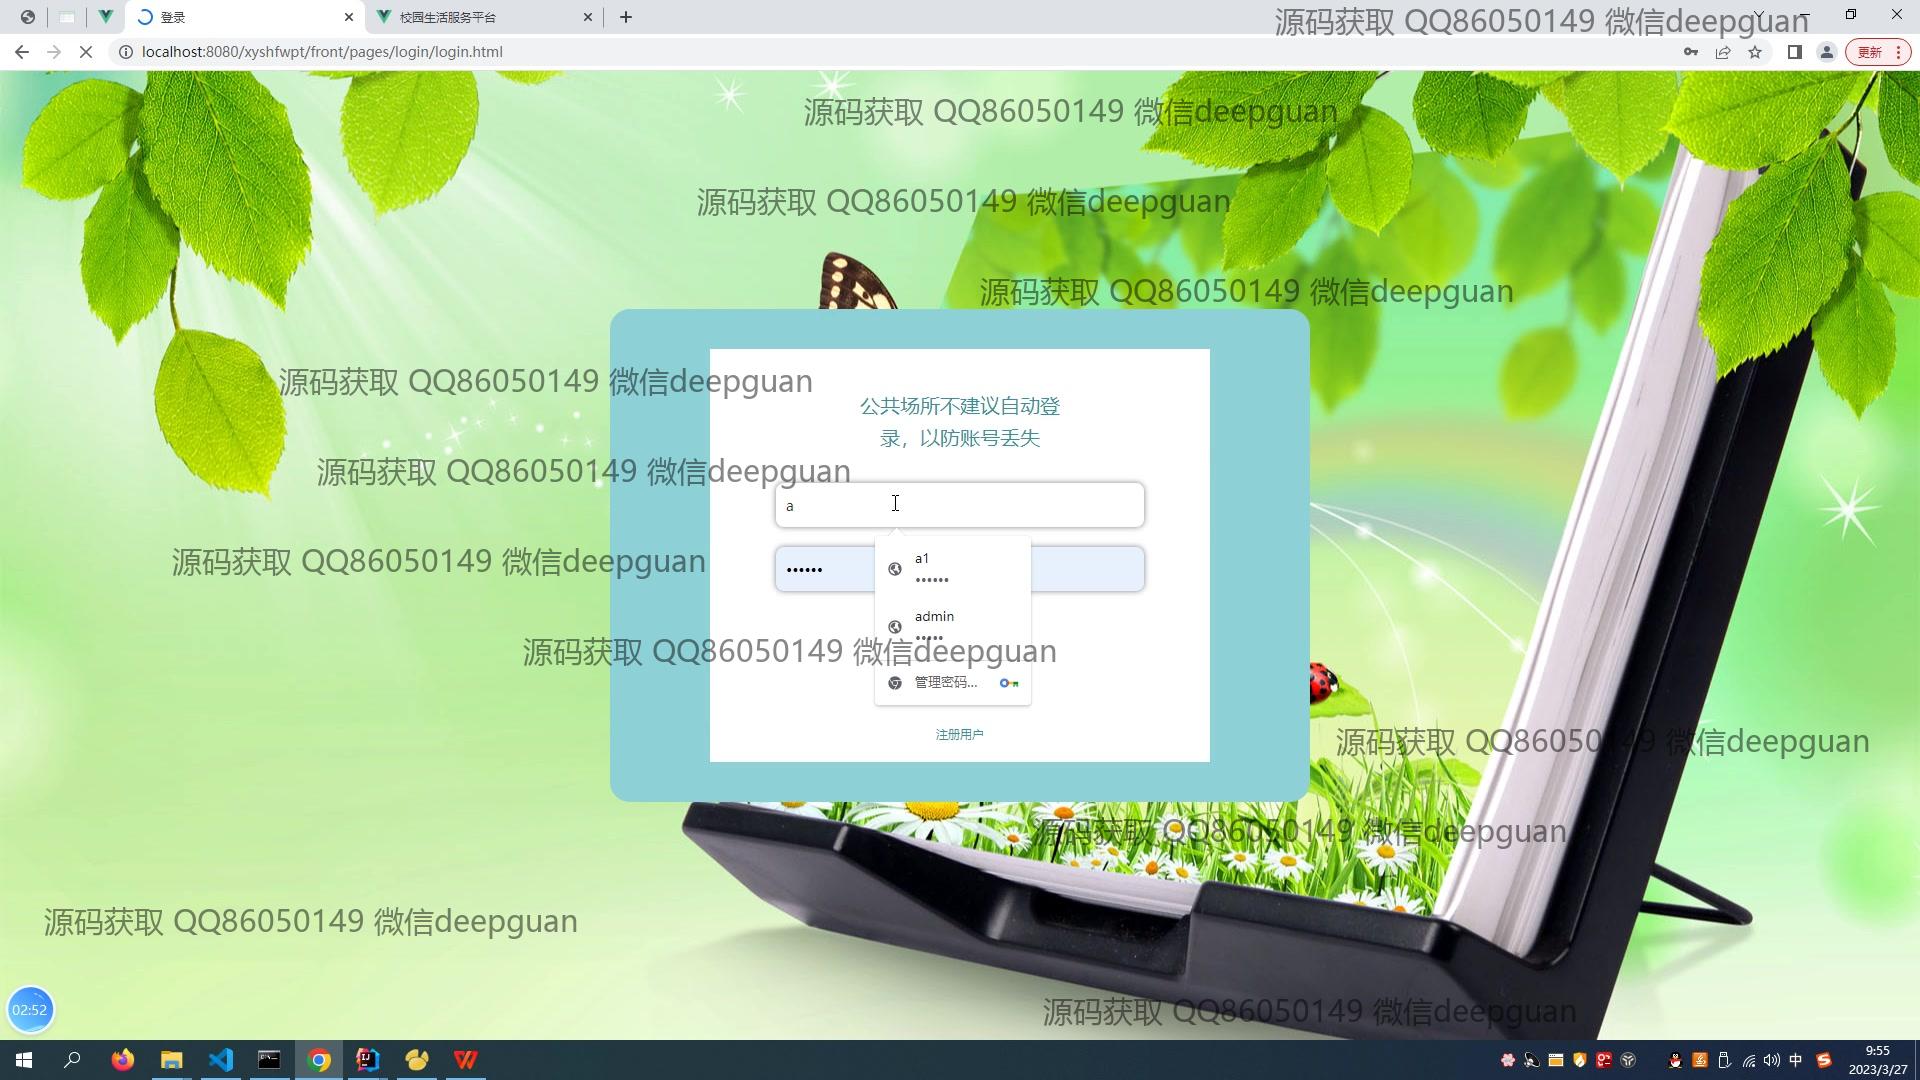 登录
校园生活服务平台
源码获取 QQ86050149 微信deepguan
localhost:8080/xyshfwpt/front/pages/login/login.html
更新
源码获取 QQ86050149 微信deepguan
源码获取 QQ86050149 微信deepguan
源码获取 QQ86050149 微信deepguan
源码获取 QQ86050149 微信deepguan
公共场所不建议自动登
录，以防账号丢失
源码获取 QQ86050149 微信deepguan
a
源码获取 QQ86050149 微信deepguan
••••••
a1
••••••
admin
•••••
源码获取 QQ86050149 微信deepguan
管理密码...
注册用户
源码获取 QQ86050149 微信deepguan
源码获取 QQ86050149 微信deepguan
源码获取 QQ86050149 微信deepguan
源码获取 QQ86050149 微信deepguan
02:52
中
9:55
2023/3/27